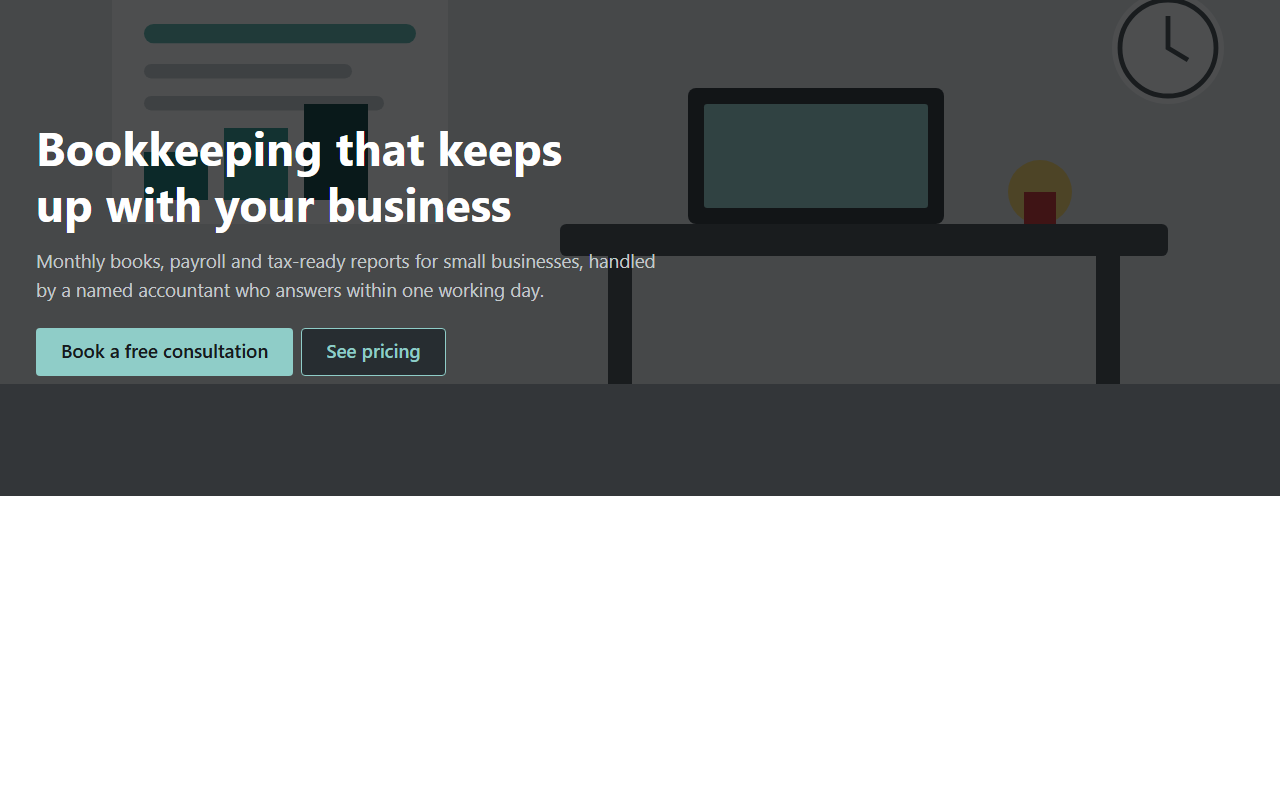 Bookkeeping that keeps
up with your business
Monthly books, payroll and tax-ready reports for small businesses, handled
by a named accountant who answers within one working day.
Book a free consultation
See pricing